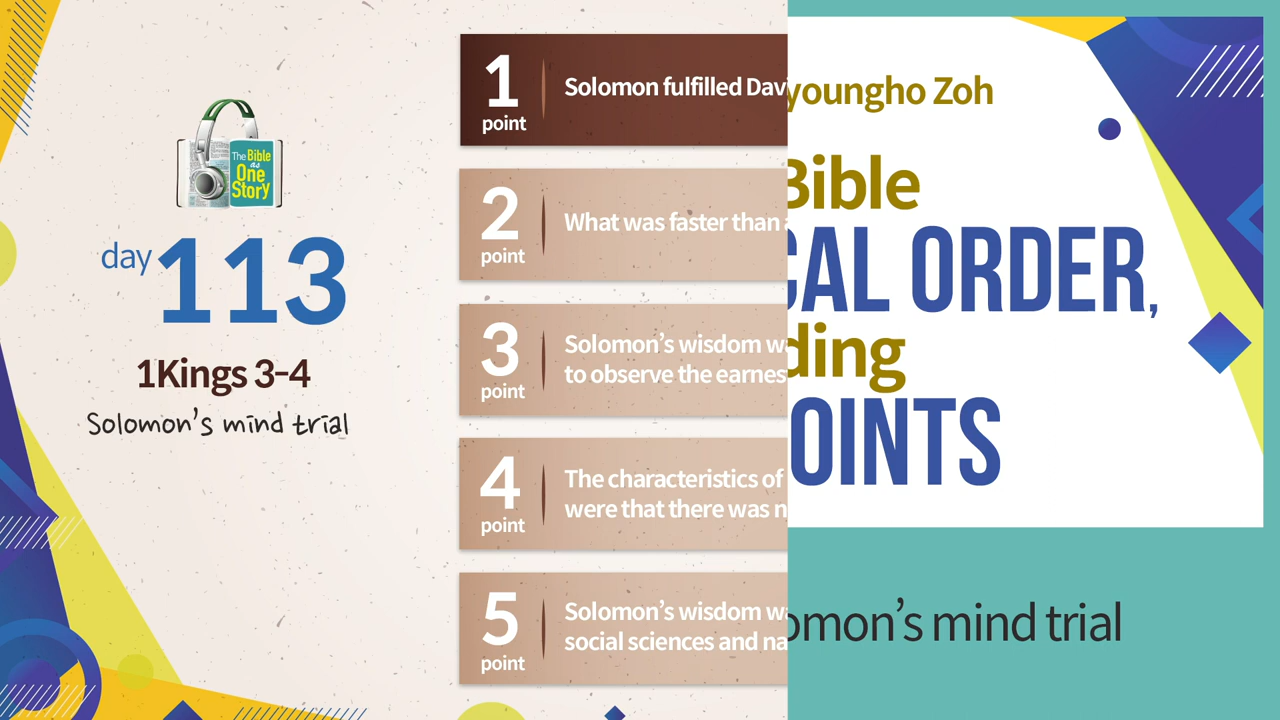 The Bible
as
One
Story
day 113
1Kings 3-4
Solomon's mind trial
1
point
Solomon fulfilled Davi
2
point
What was faster than
3
point
Solomon's wisdom w
to observe the earnes
4
point
The characteristics of
were that there was n
5
point
Solomon's wisdom wa
social sciences and na
youngho Zoh
Bible
CAL ORDER,
ding
OINTS
omon's mind trial